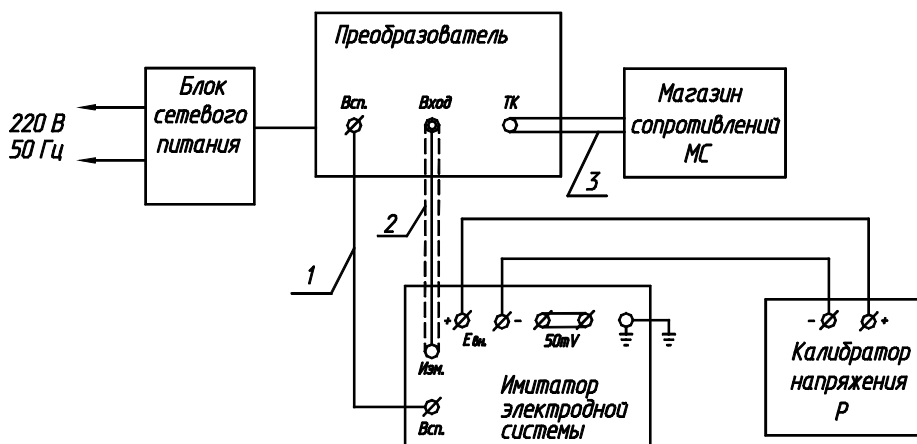 Преобразователь
Блок
сетевого
питания
220 В
50 Гц
Всп.
Вход
ТК
Магазин
сопротивлений
МС
3
2
1
+
Eвн.
-
50mV
Изм.
Имитатор
электродной
системы
Всп.
-
+
Калибратор
напряжения
Р